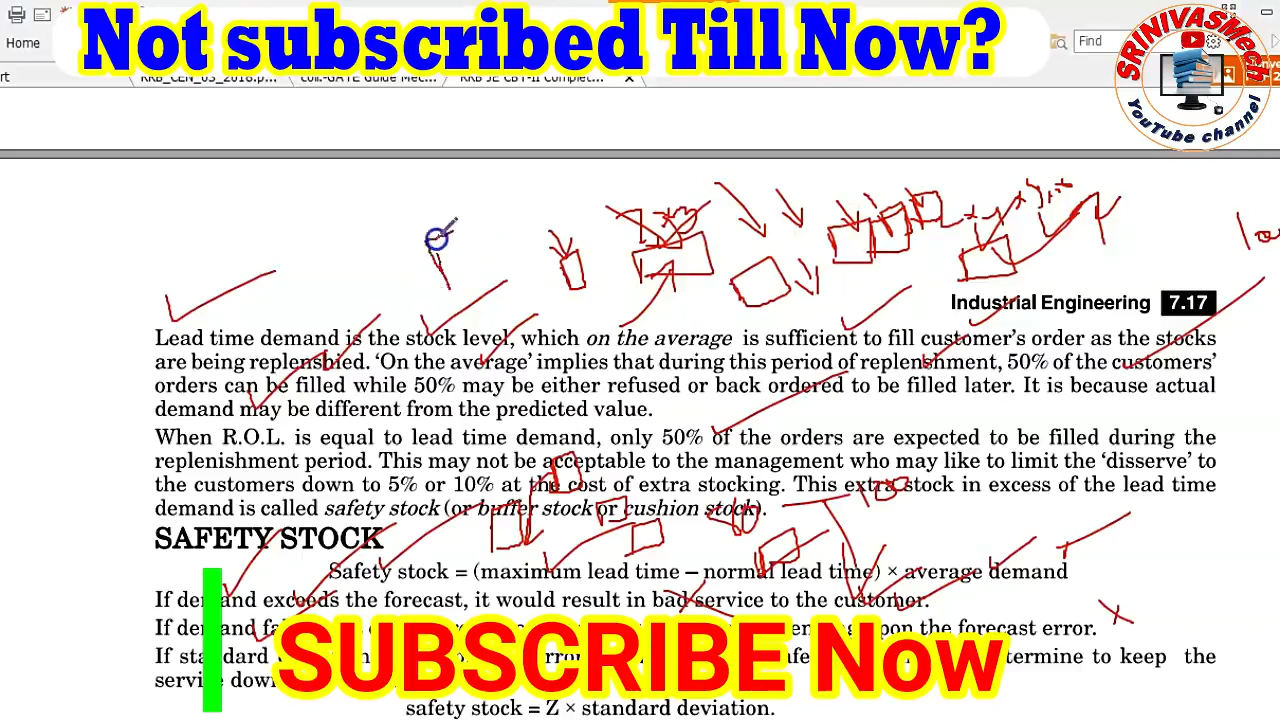 Not subscribed Till Now?
Home
Find
SRINIVASMech
YouTube channel
RRB_CEN_03_2018.p...
coll.-GATE Guide Mec...
RRB JE CBT-II Complet...
100
Industrial Engineering 7.17
Lead time demand is the stock level, which on the average is sufficient to fill customer's order as the stocks
are being replenshied. 'On the average' implies that during this period of replenshment, 50% of the customers'
orders can be filled while 50% may be either refused or back ordered to be filled later. It is because actual
demand may be different from the predicted value.
When R.O.L. is equal to lead time demand, only 50% of the orders are expected to be filled during the
replenishment period. This may not be acceptable to the management who may like to limit the 'disserve' to
the customers down to 5% or 10% at the cost of extra stocking. This extra stock in excess of the lead time
demand is called safety stock (or buffer stock or cushion stock).
SAFETY STOCK
Safety stock = (maximum lead time – normal lead time) × average demand
If demand exceeds the forecast, it would result in bad service to the customer.
If demand upon the forecast error.
SUBSCRIBE Now
If to keep the
service down
safety stock = Z × standard deviation.